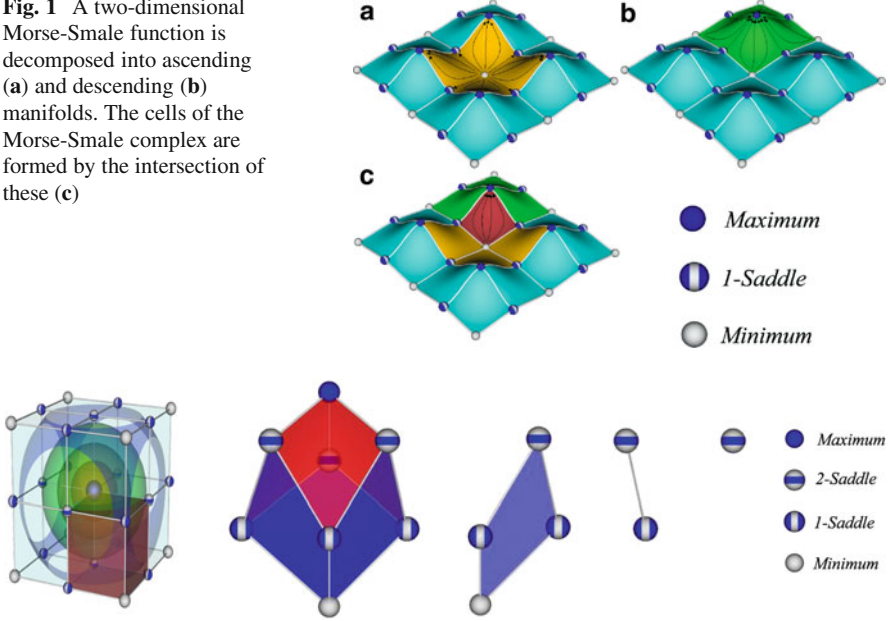 Fig. 1 A two-dimensional
Morse-Smale function is
decomposed into ascending
(a) and descending (b)
manifolds. The cells of the
Morse-Smale complex are
formed by the intersection of
these (c)
a
b
c
Maximum
1-Saddle
Minimum
Maximum
2-Saddle
1-Saddle
Minimum